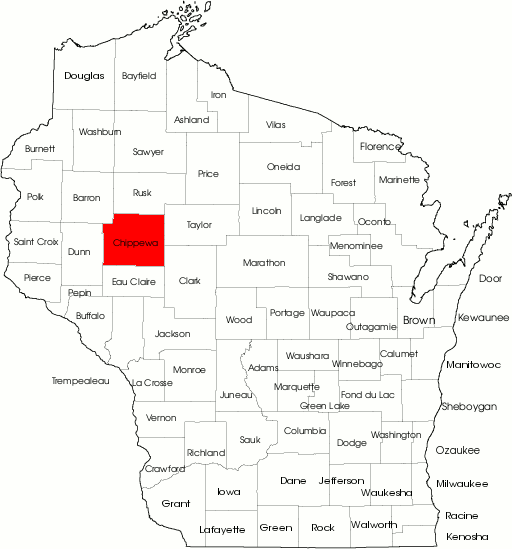 Douglas
Bayfield
Iron
Ashland
Vilas
Washburn
Burnett
Sawyer
Florence
Oneida
Price
Forest
Marinette
Polk
Barron
Rusk
Lincoln
Langlade
Oconto
Taylor
Saint Croix
Dunn
Chippewa
Menominee
Marathon
Shawano
Pierce
Eau Claire
Clark
Door
Pepin
Buffalo
Wood
Portage
Waupaca
Outagamie
Brown
Kewaunee
Jackson
Waushara
Calumet
Winnebago
Manitowoc
Trempealeau
La Crosse
Monroe
Adams
Marquette
Juneau
Green Lake
Fond du Lac
Sheboygan
Vernon
Columbia
Sauk
Dodge
Washington
Richland
Ozaukee
Crawford
Dane
Jefferson
Waukesha
Milwaukee
Grant
Iowa
Racine
Lafayette
Green
Rock
Walworth
Kenosha